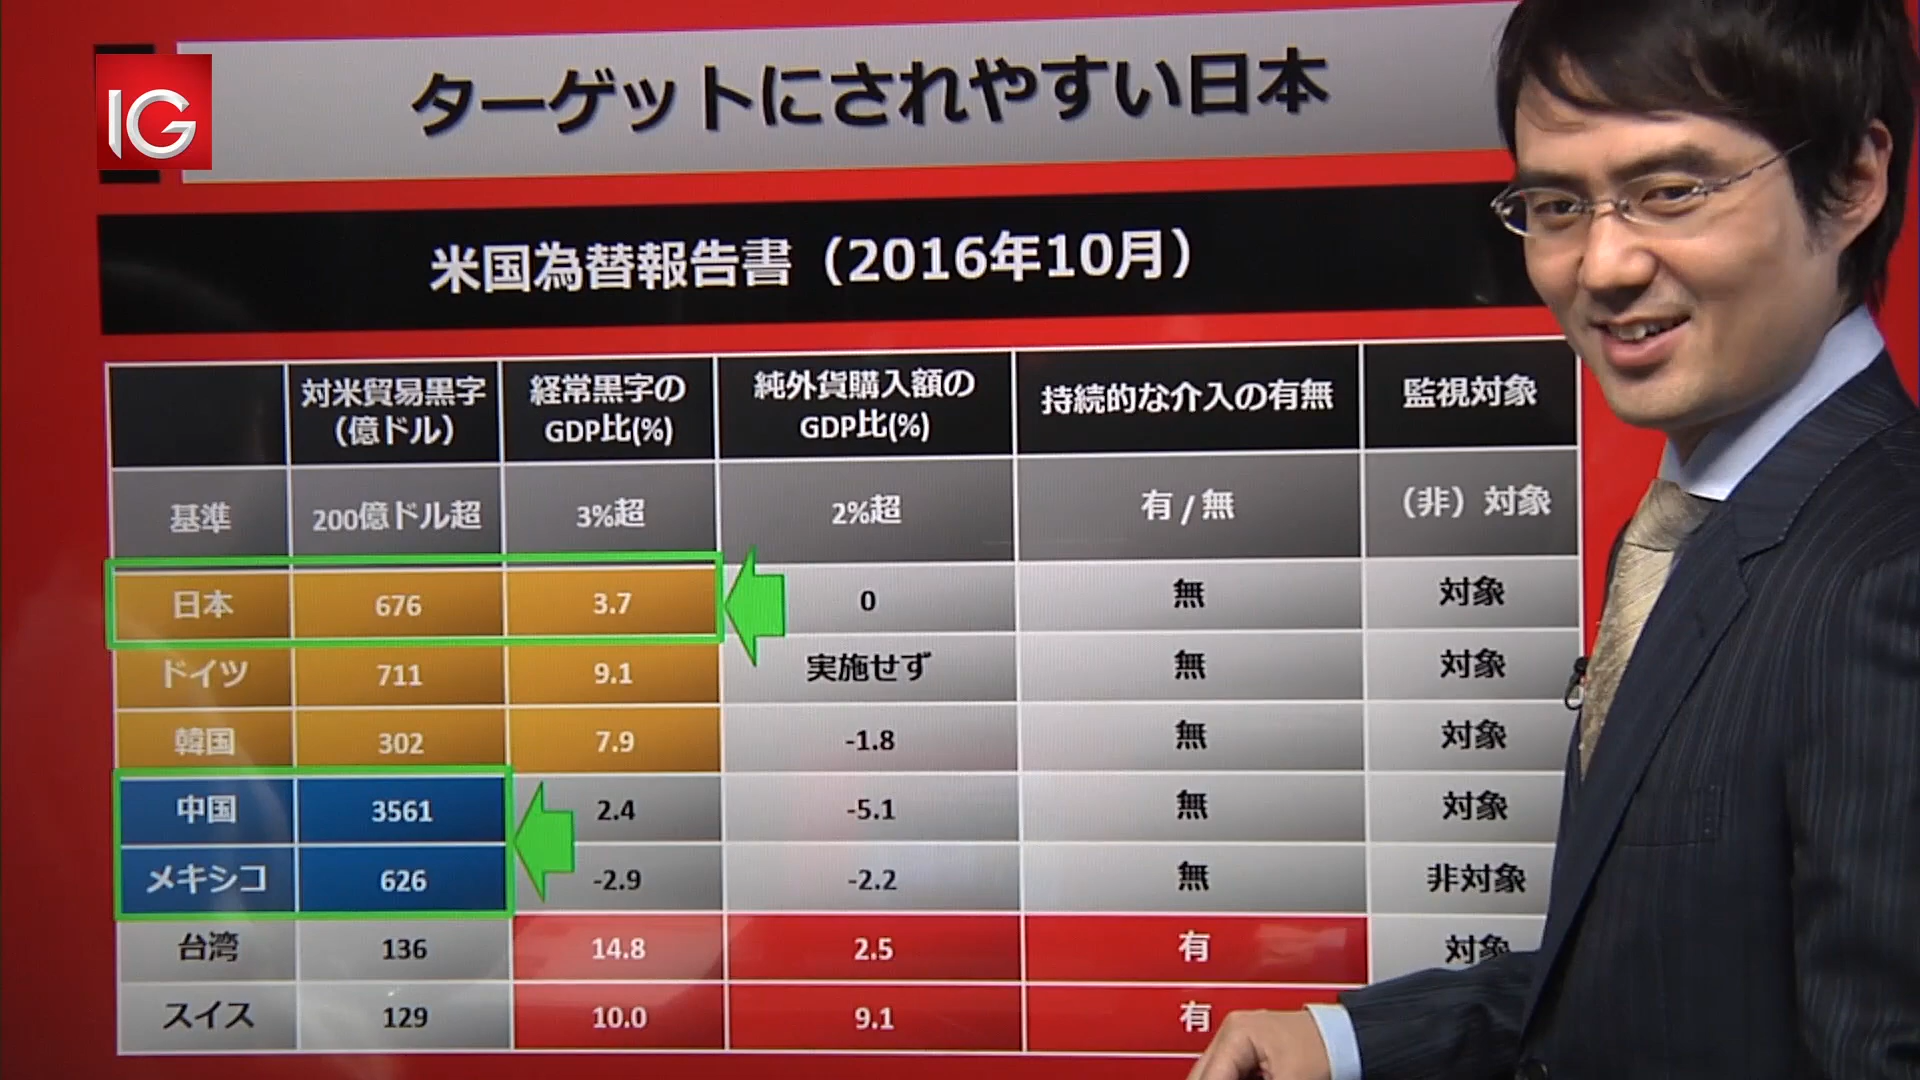 IG
ターゲットにされやすい日本
米国為替報告書（2016年10月）
対米貿易黒字（億ドル） 経常黒字のGDP比(%) 純外貨購入額のGDP比(%) 持続的な介入の有無 監視対象
基準 200億ドル超 3%超 2%超 有 / 無 （非）対象
日本 676 3.7 0 無 対象
ドイツ 711 9.1 実施せず 無 対象
韓国 302 7.9 -1.8 無 対象
中国 3561 2.4 -5.1 無 対象
メキシコ 626 -2.9 -2.2 無 非対象
台湾 136 14.8 2.5 有 対象
スイス 129 10.0 9.1 有